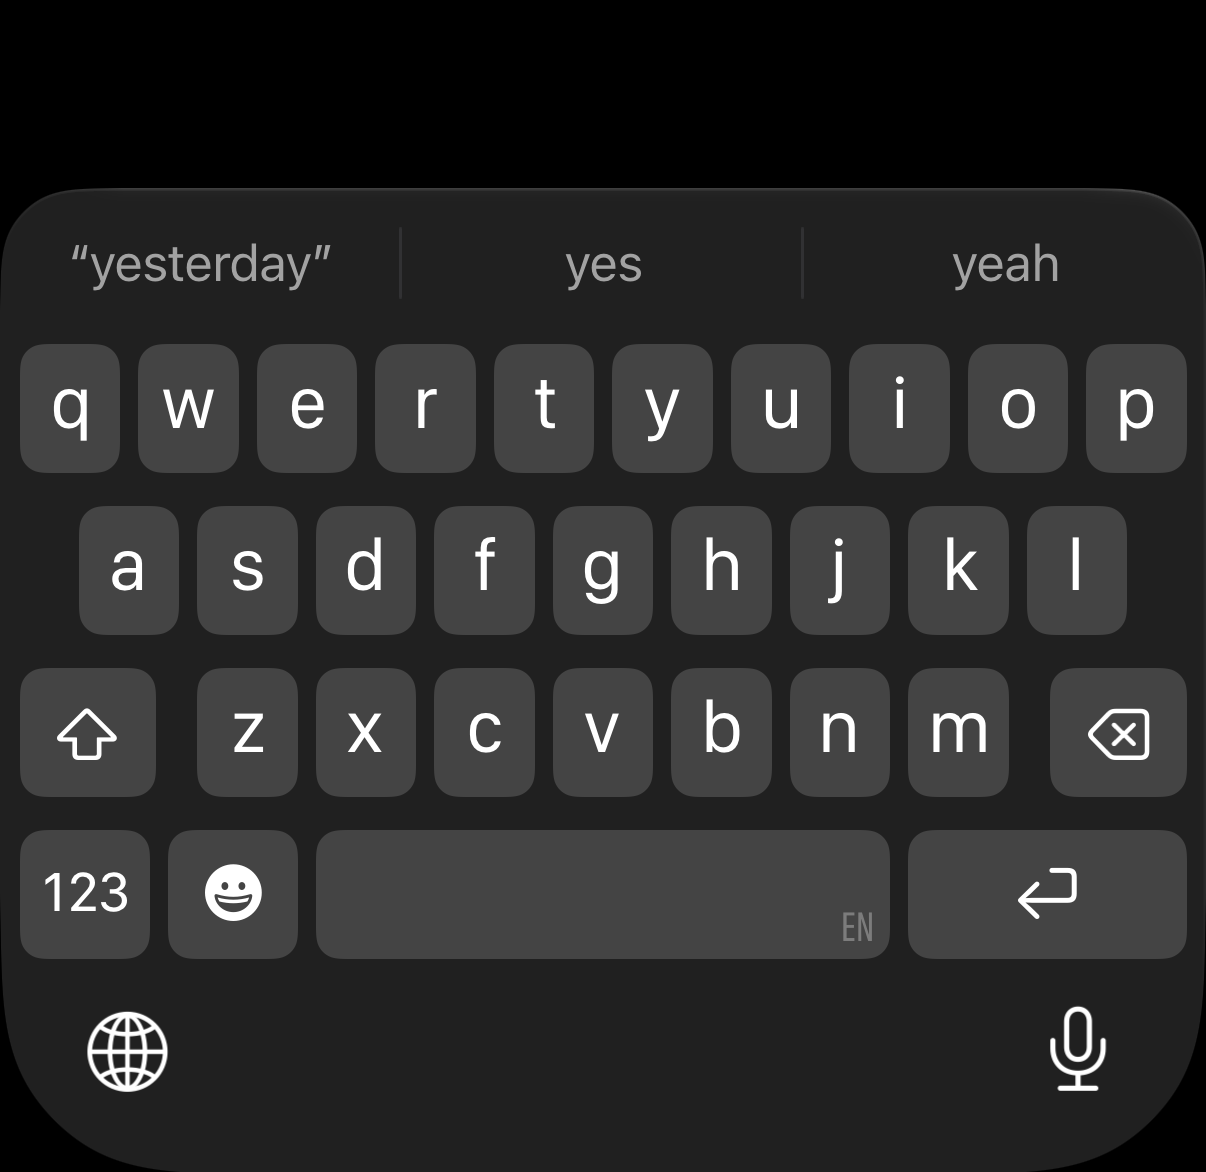 “yesterday” yes yeah
q w e r t y u i o p
a s d f g h j k l
z x c v b n m
123 EN